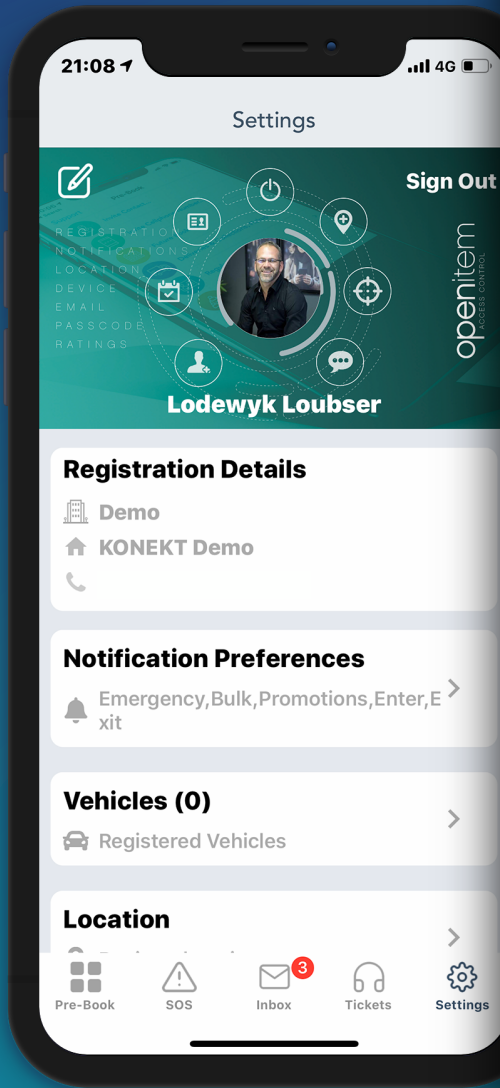 21:08
4G
Settings
Sign Out
REGISTRATION
NOTIFICATIONS
LOCATION
DEVICE
EMAIL
PASSCODE
RATINGS
openitem
ACCESS CONTROL
Lodewyk Loubser
Registration Details
Demo
KONEKT Demo
Notification Preferences
Emergency,Bulk,Promotions,Enter,E
xit
Vehicles (0)
Registered Vehicles
Location
3
Pre-Book
SOS
Inbox
Tickets
Settings